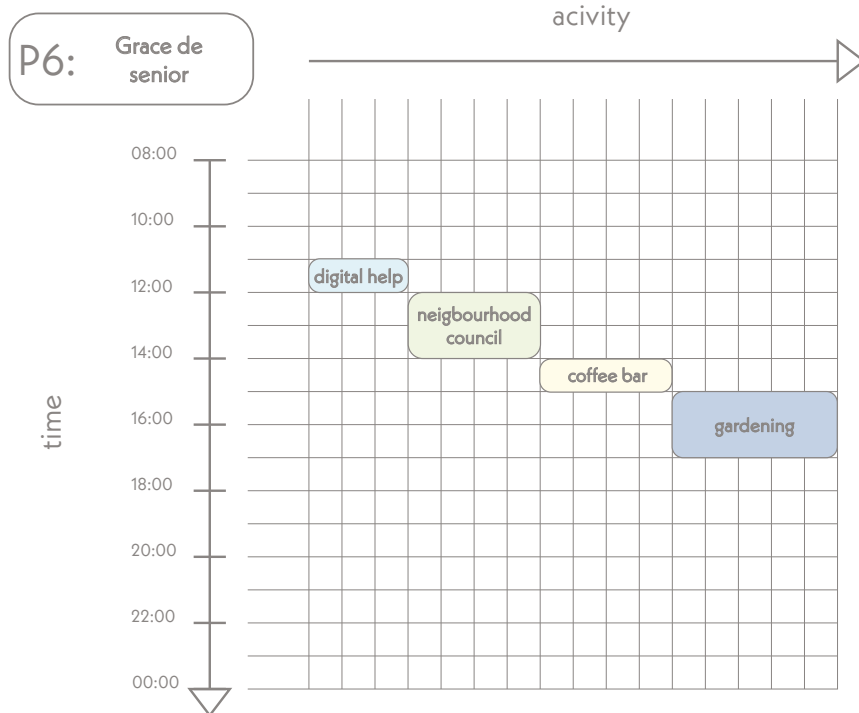 acivity
P6:
Grace de
senior
08:00
10:00
digital help
12:00
neigbourhood
council
14:00
coffee bar
16:00
gardening
time
18:00
20:00
22:00
00:00